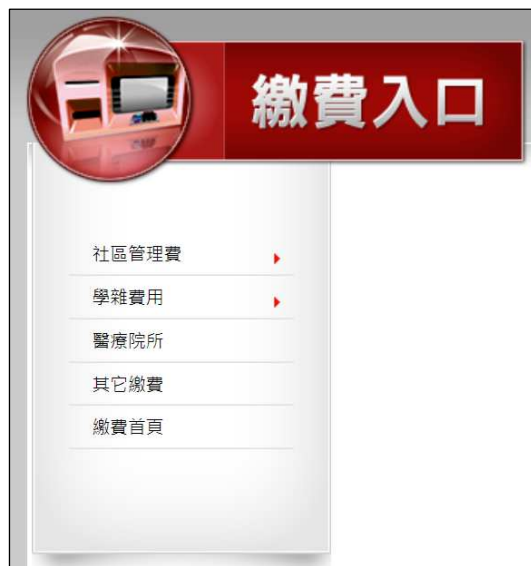 繳費入口
社區管理費
學雜費用
醫療院所
其它繳費
繳費首頁